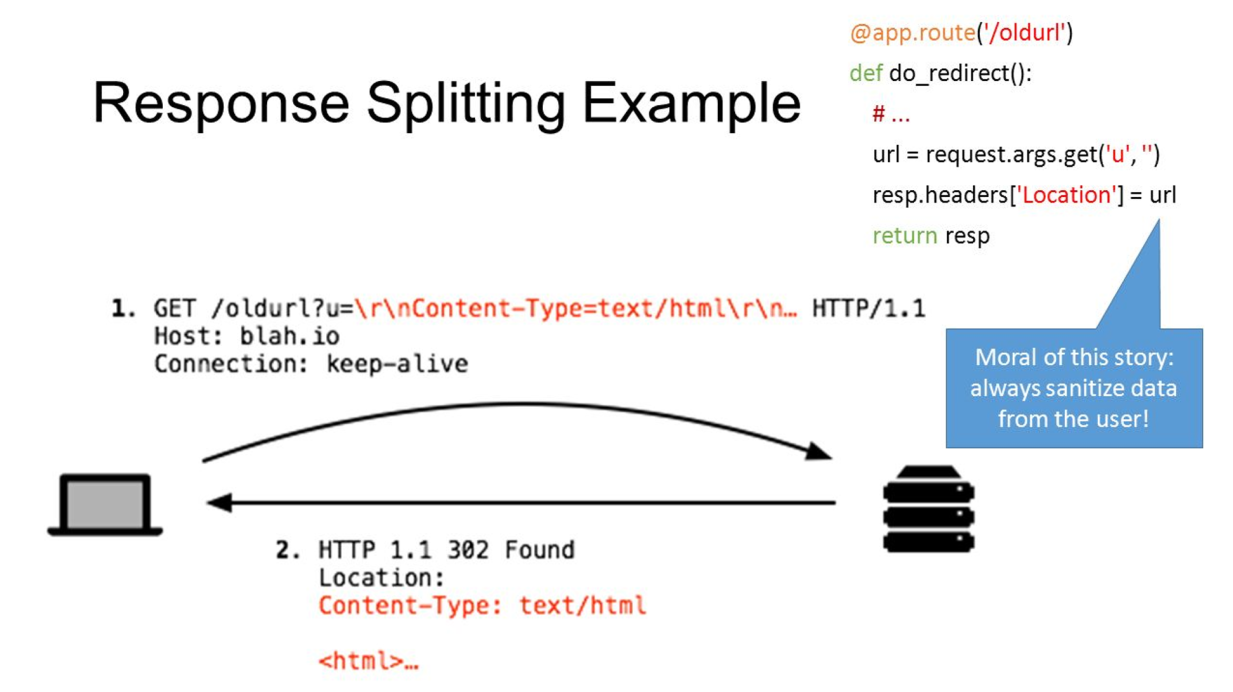 Response Splitting Example
@app.route('/oldurl')
def do_redirect():
# ...
url = request.args.get('u', '')
resp.headers['Location'] = url
return resp
1. GET /oldurl?u=\r\nContent-Type=text/html\r\n… HTTP/1.1
Host: blah.io
Connection: keep-alive
Moral of this story:
always sanitize data
from the user!
2. HTTP 1.1 302 Found
Location:
Content-Type: text/html
<html>…